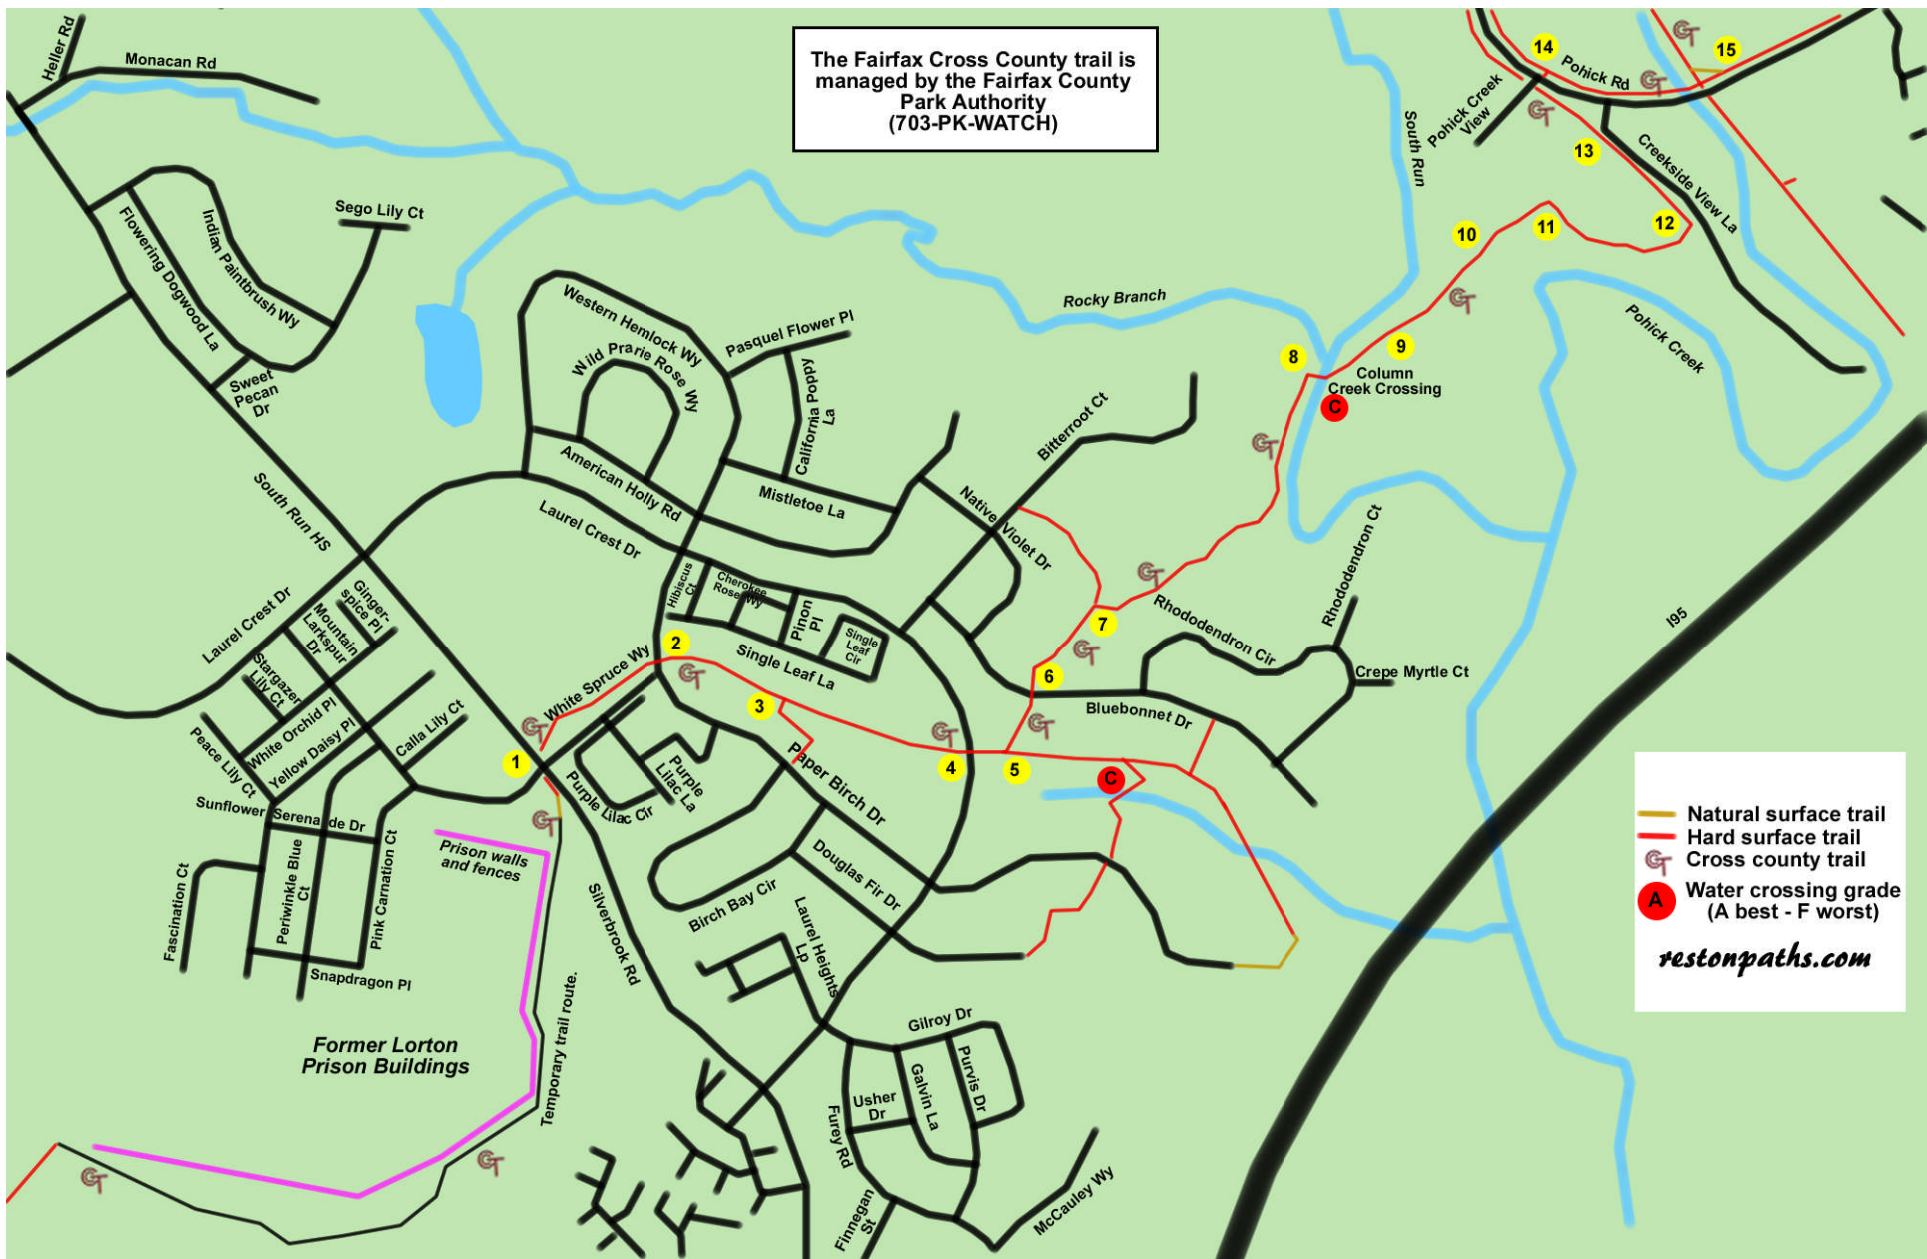 The Fairfax Cross County trail is
managed by the Fairfax County
Park Authority
(703-PK-WATCH)
Heller Rd
Monacan Rd
Sego Lily Ct
Flowering Dogwood La
Indian Paintbrush Wy
Sweet
Pecan
Dr
South Run HS
Western Hemlock Wy
Wild Prarie Rose Wy
Pasquel Flower Pl
California Poppy
La
American Holly Rd
Mistletoe La
Laurel Crest Dr
Native Violet Dr
Bitterroot Ct
Rocky Branch
South Run
Pohick Creek
View
Pohick Rd
Creekside View La
Pohick Creek
14
15
13
12
11
10
9
8
Column
Creek Crossing
C
I95
Laurel Crest Dr
Ginger-
spice Pl
Mountain
Larkspur
Dr
Stargazer
Lily Ct
White Orchid Pl
Yellow Daisy Pl
Peace Lily Ct
Calla Lily Ct
Sunflower
Serenade Dr
Periwinkle Blue
Ct
Pink Carnation Ct
Fascination Ct
Snapdragon Pl
Hibiscus
Ct
Cherokee
Rose Wy
Pinon
Pl
Single
Leaf
Cir
Single Leaf La
White Spruce Wy
1
2
3
4
5
6
7
Purple Lilac Cir
Purple
Lilac La
Paper Birch Dr
Birch Bay Cir
Douglas Fir Dr
Bluebonnet Dr
Rhododendron Cir
Rhododendron Ct
Crepe Myrtle Ct
C
Prison walls
and fences
Silverbrook Rd
Temporary trail route.
Former Lorton
Prison Buildings
Laurel Heights
Lp
Gilroy Dr
Purvis Dr
Galvin La
Usher
Dr
Furey Rd
Finnegan
St
McCauley Wy
Natural surface trail
Hard surface trail
CT Cross county trail
A Water crossing grade
(A best - F worst)
restonpaths.com